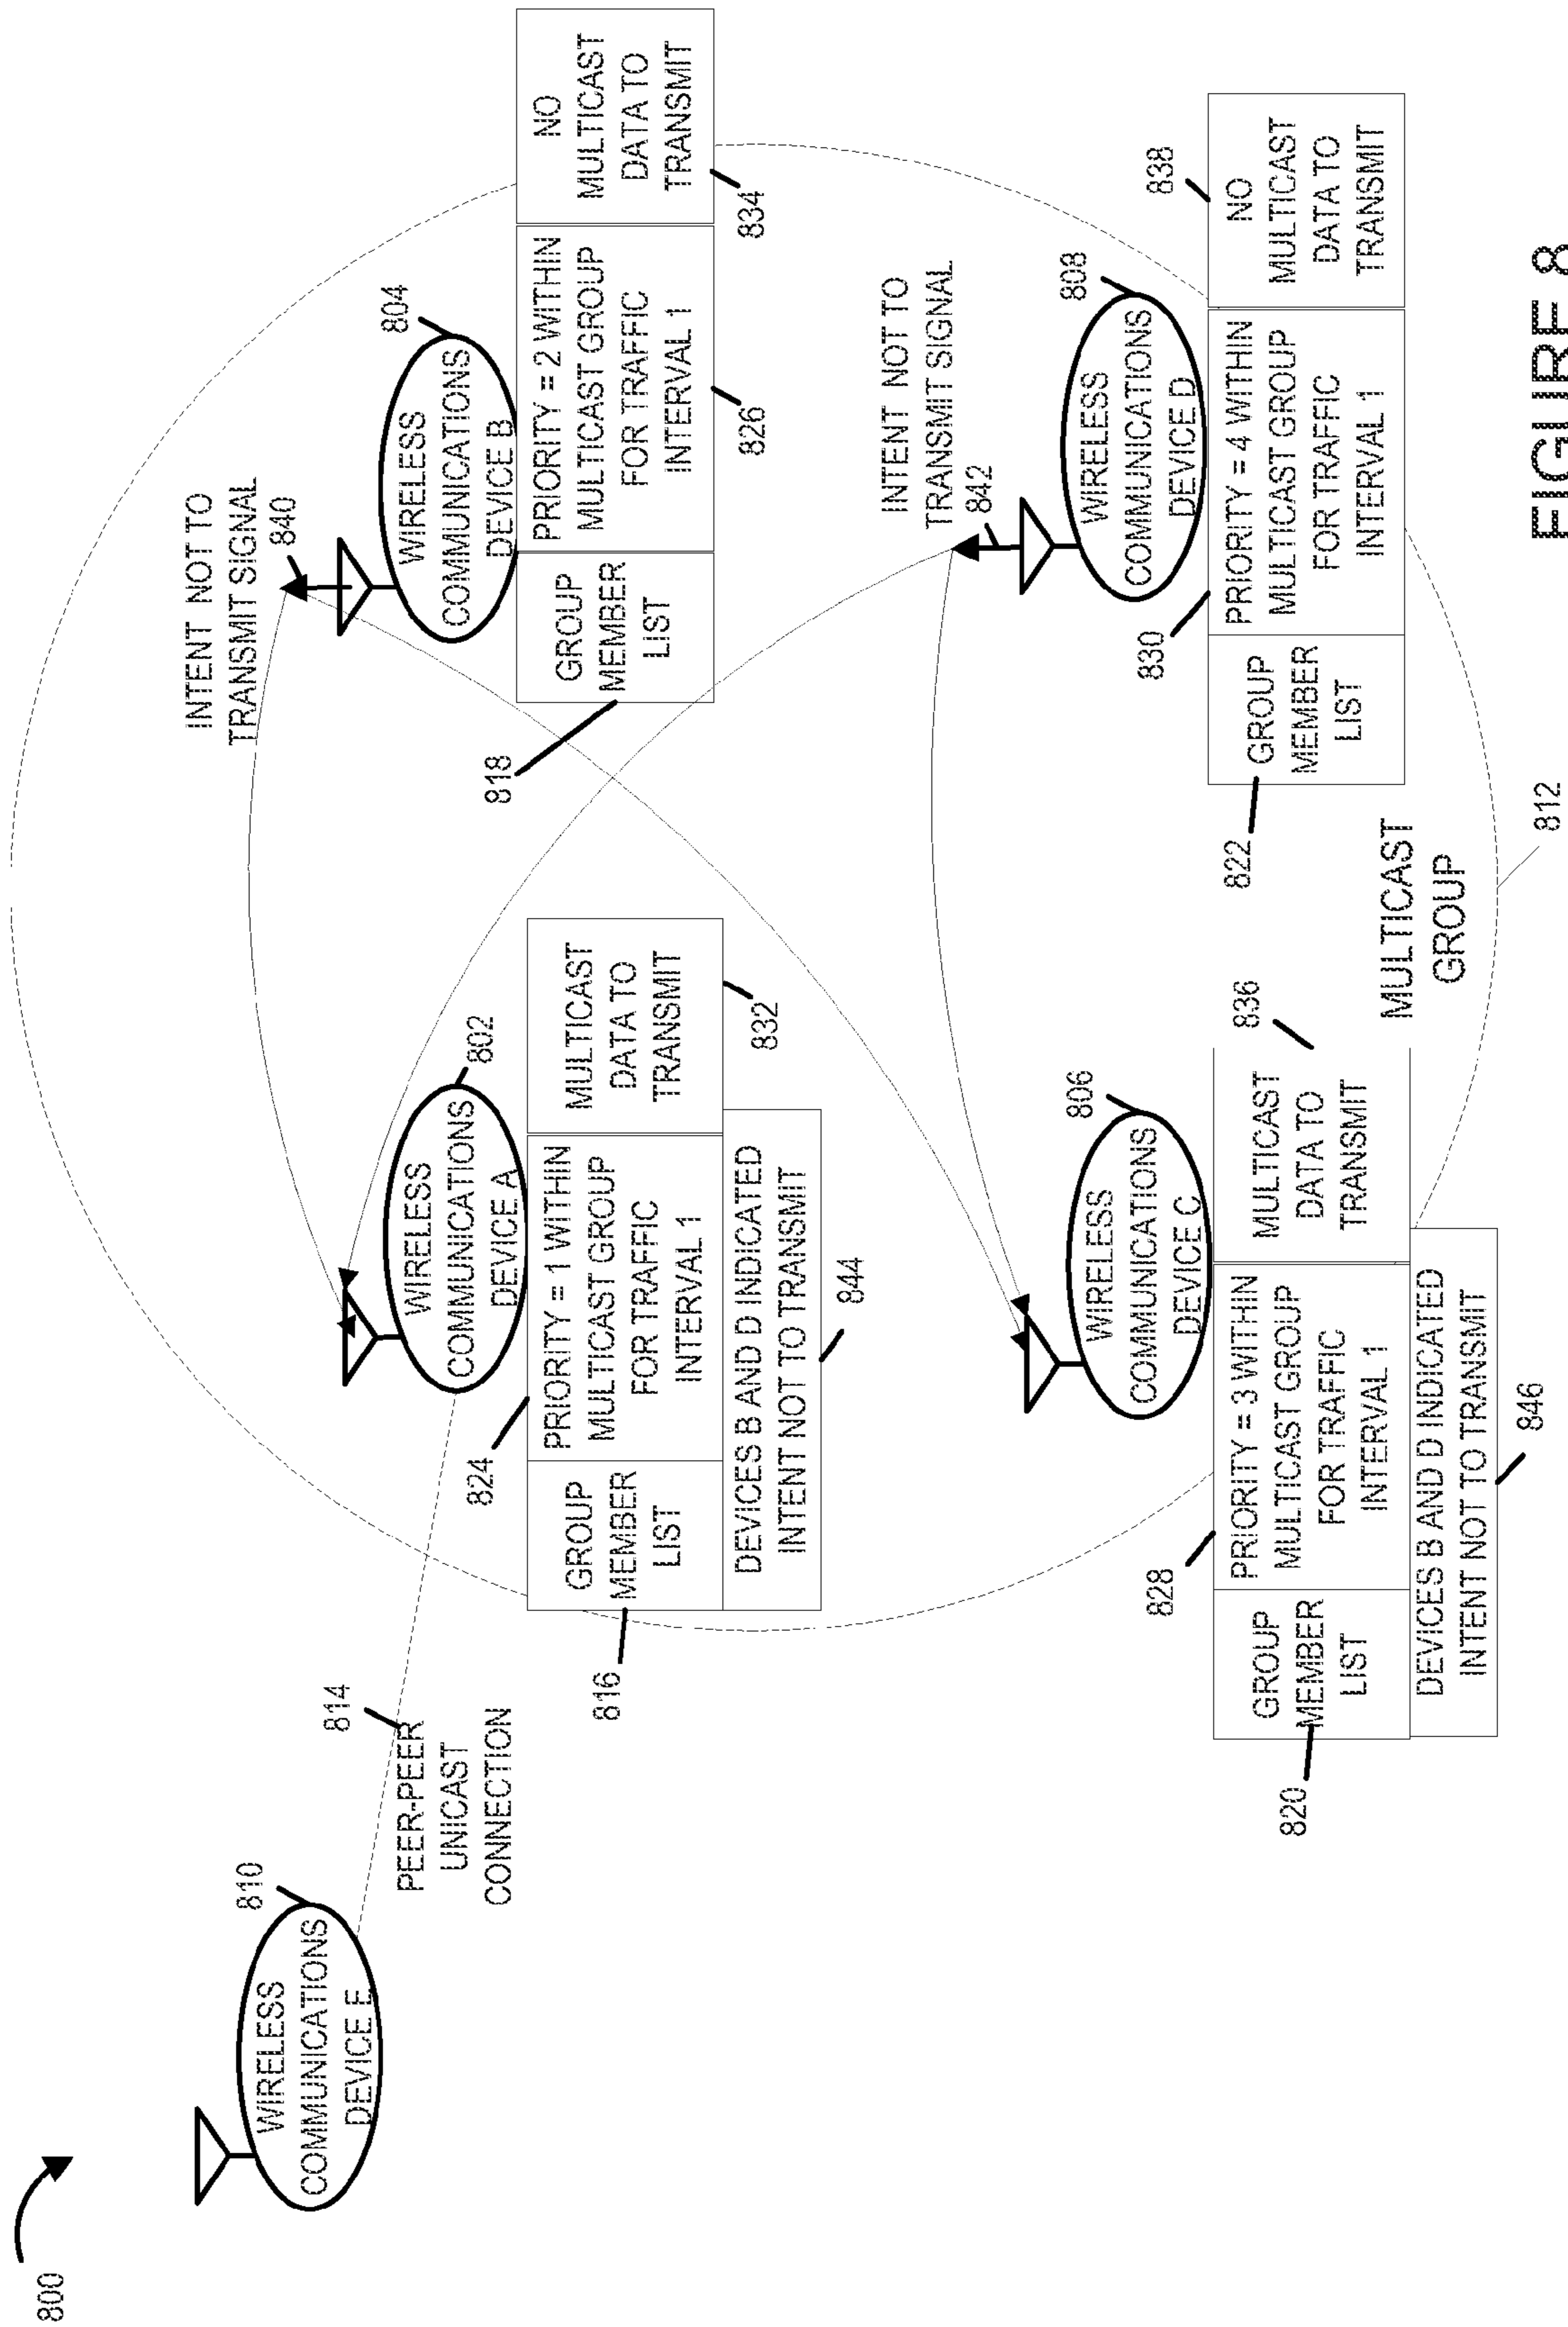 800
WIRELESS
COMMUNICATIONS
DEVICE E
810
814
PEER-PEER
UNICAST
CONNECTION
WIRELESS
COMMUNICATIONS
DEVICE A
802
824
GROUP
MEMBER
LIST
816
PRIORITY = 1 WITHIN
MULTICAST GROUP
FOR TRAFFIC
INTERVAL 1
MULTICAST
DATA TO
TRANSMIT
832
DEVICES B AND D INDICATED
INTENT NOT TO TRANSMIT
844
INTENT NOT TO
TRANSMIT SIGNAL
840
WIRELESS
COMMUNICATIONS
DEVICE B
804
GROUP
MEMBER
LIST
818
PRIORITY = 2 WITHIN
MULTICAST GROUP
FOR TRAFFIC
INTERVAL 1
826
NO
MULTICAST
DATA TO
TRANSMIT
834
WIRELESS
COMMUNICATIONS
DEVICE C
806
828
GROUP
MEMBER
LIST
820
PRIORITY = 3 WITHIN
MULTICAST GROUP
FOR TRAFFIC
INTERVAL 1
MULTICAST
DATA TO
TRANSMIT
836
DEVICES B AND D INDICATED
INTENT NOT TO TRANSMIT
846
INTENT NOT TO
TRANSMIT SIGNAL
842
WIRELESS
COMMUNICATIONS
DEVICE D
808
830
GROUP
MEMBER
LIST
822
PRIORITY = 4 WITHIN
MULTICAST GROUP
FOR TRAFFIC
INTERVAL 1
NO
MULTICAST
DATA TO
TRANSMIT
838
MULTICAST
GROUP
812
FIGURE 8